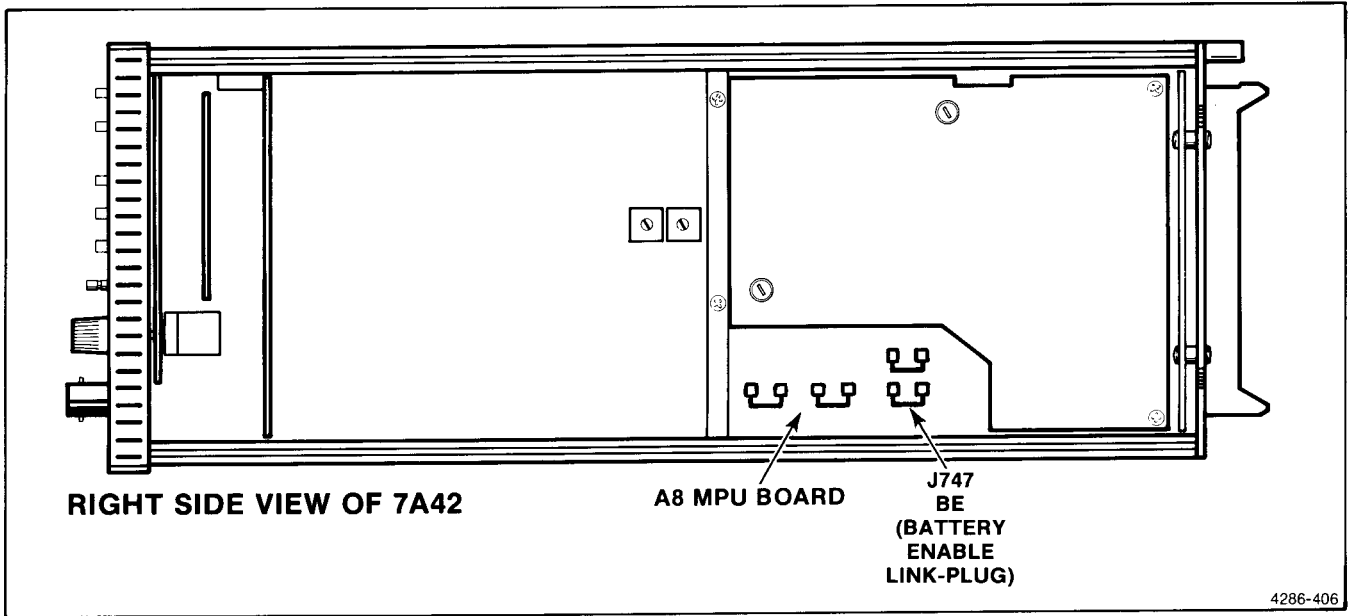 RIGHT SIDE VIEW OF 7A42
A8 MPU BOARD
J747
BE
(BATTERY
ENABLE
LINK-PLUG)
4286-406